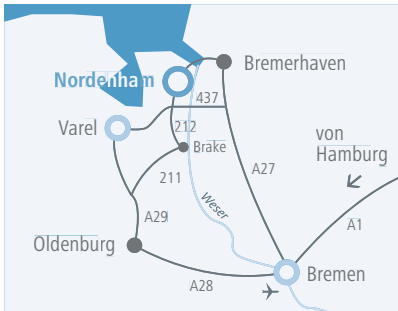 Bremerhaven
Nordenham
437
Varel
212
Brake
von
Hamburg
211
A27
Weser
A29
A1
Oldenburg
Bremen
A28